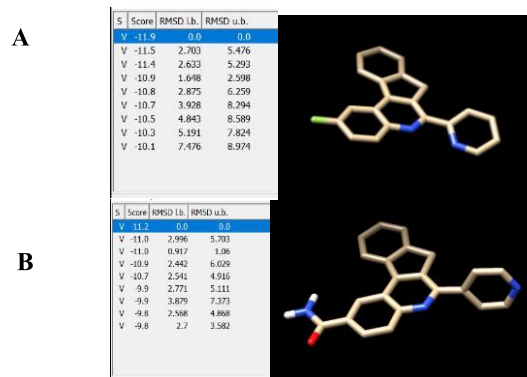 A
S Score RMSD l.b. RMSD u.b.
V -11.9 0.0 0.0
V -11.5 2.703 5.476
V -11.4 2.633 5.293
V -10.9 1.648 2.598
V -10.8 2.875 6.259
V -10.7 3.928 8.294
V -10.5 4.843 8.589
V -10.3 5.191 7.824
V -10.1 7.476 8.974
B
S Score RMSD l.b. RMSD u.b.
V -11.2 0.0 0.0
V -11.0 2.996 5.703
V -11.0 0.917 1.06
V -10.9 2.442 6.029
V -10.7 2.541 4.916
V -9.9 2.771 5.111
V -9.9 3.879 7.373
V -9.8 2.568 4.868
V -9.8 2.7 3.582